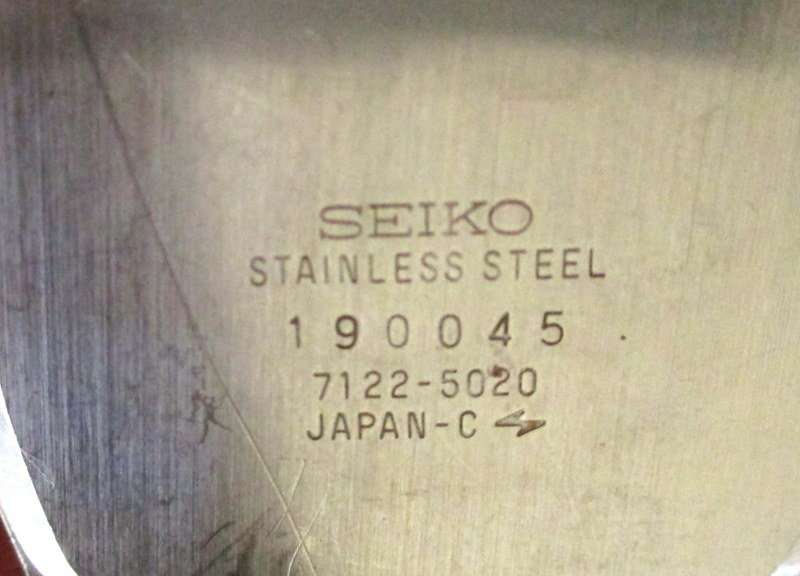 SEIKO
STAINLESS STEEL
190045
7122-5020
JAPAN-C